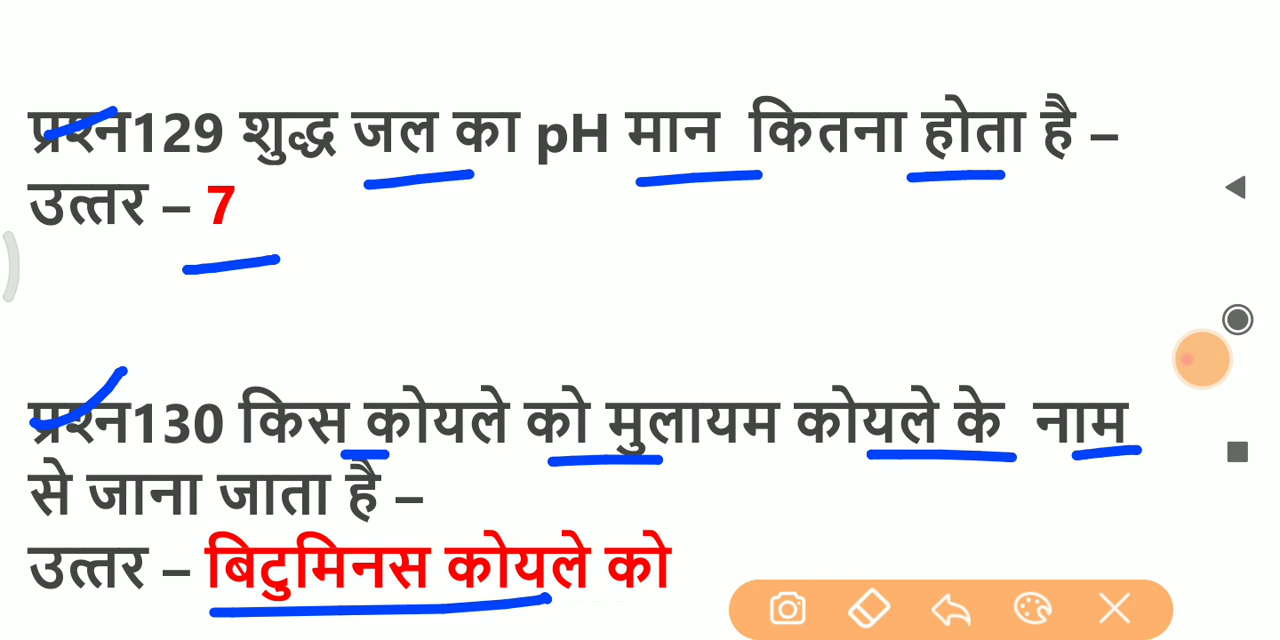 प्रश्न129 शुद्ध जल का pH मान कितना होता है –
उत्तर – 7
प्रश्न130 किस कोयले को मुलायम कोयले के नाम
से जाना जाता है –
उत्तर – बिटुमिनस कोयले को